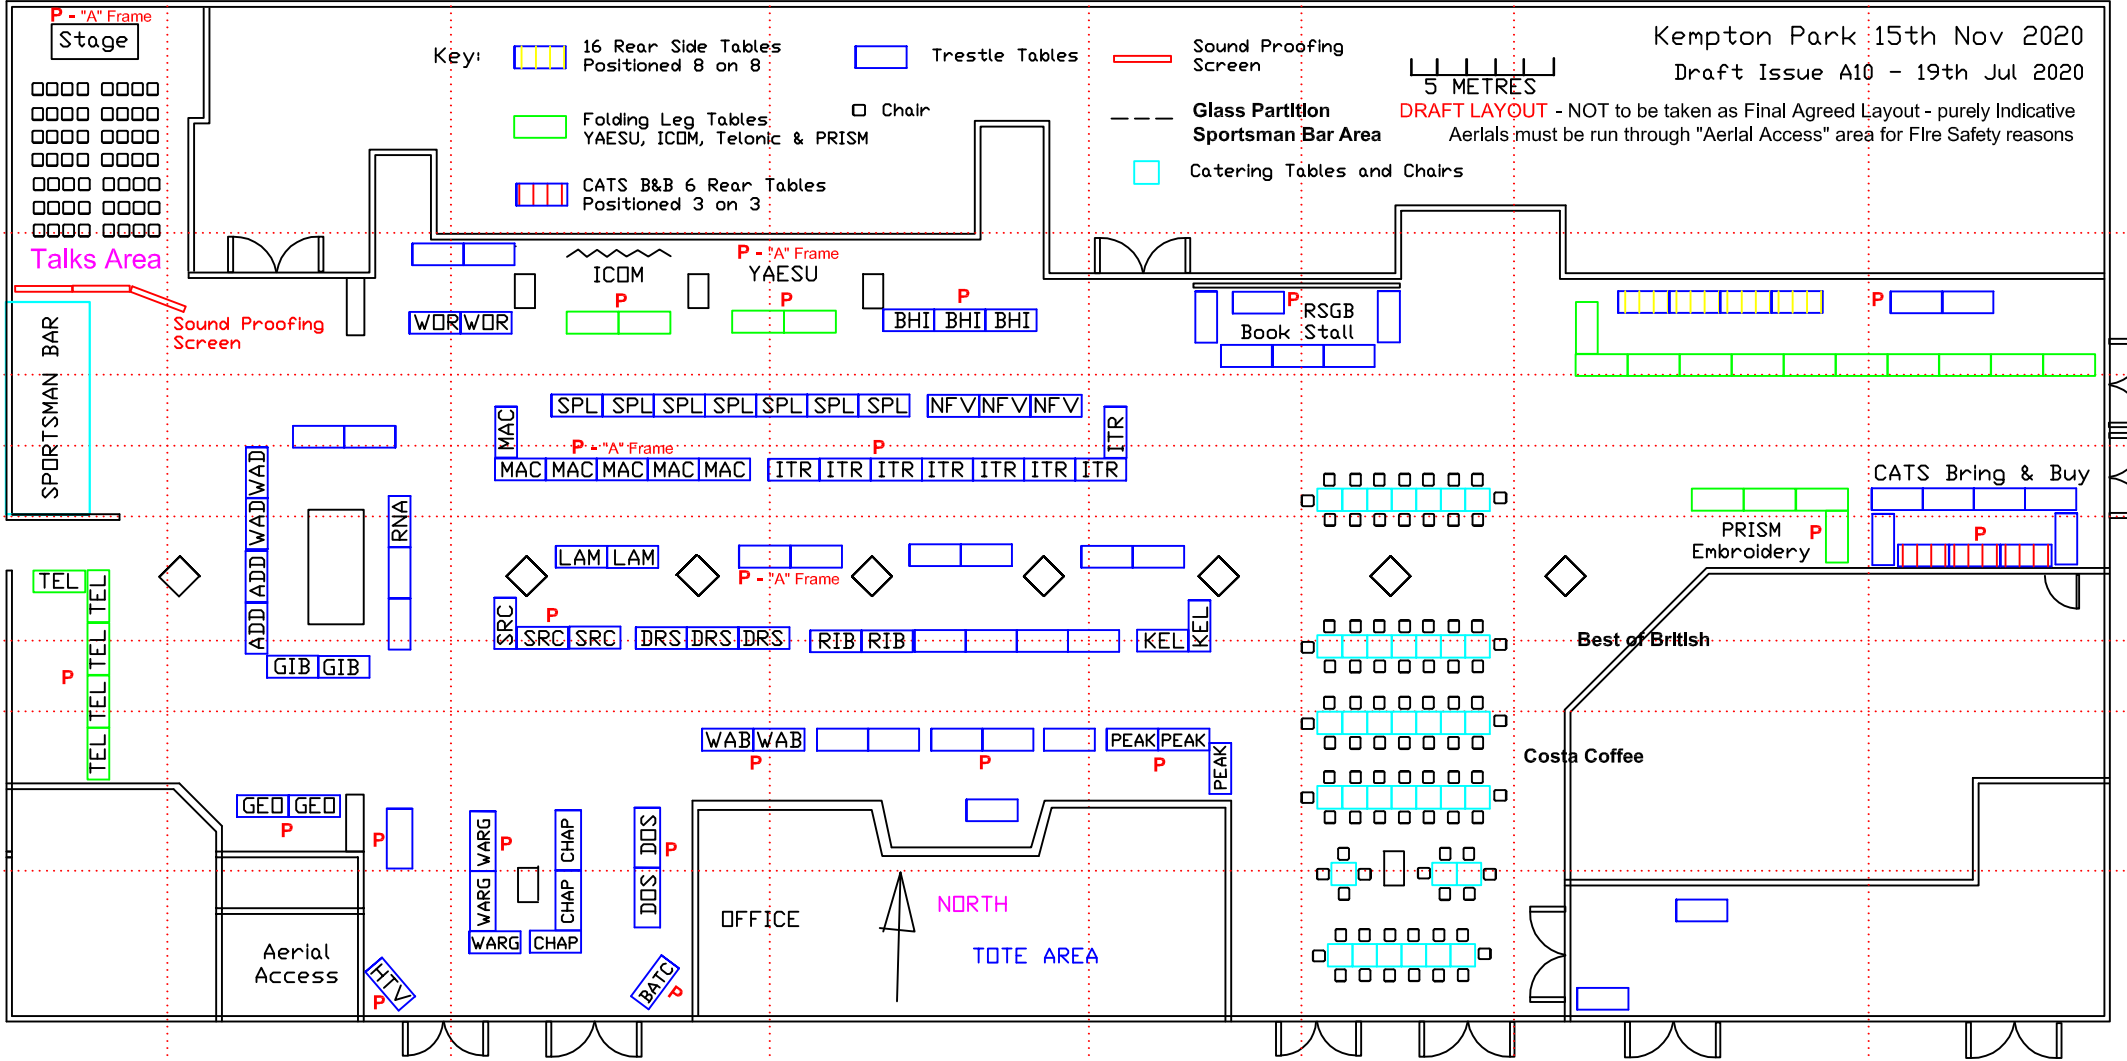 P - "A" Frame
Stage
Key:
16 Rear Side Tables
Positioned 8 on 8
Trestle Tables
Sound Proofing
Screen
5 METRES
Kempton Park 15th Nov 2020
Draft Issue A10 - 19th Jul 2020
Folding Leg Tables
YAESU, ICOM, Telonic & PRISM
Chair
Glass Partition
Sportsman Bar Area
DRAFT LAYOUT - NOT to be taken as Final Agreed Layout - purely Indicative
Aerials must be run through "Aerial Access" area for Fire Safety reasons
CATS B&B 6 Rear Tables
Positioned 3 on 3
Catering Tables and Chairs
Talks Area
ICOM
P - "A" Frame
YAESU
P
P
P
P
P
Sound Proofing
Screen
WOR WOR
BHI BHI BHI
RSGB
Book Stall
SPORTSMAN BAR
SPL SPL SPL SPL SPL SPL SPL
NFV NFV NFV
MAC
ITR
P - "A" Frame
P
MAC MAC MAC MAC MAC
ITR ITR ITR ITR ITR ITR ITR
CATS Bring & Buy
WAD
WAD
ADD
ADD
RNA
PRISM
Embroidery
P
P
LAM LAM
P - "A" Frame
TEL
TEL
TEL
TEL
TEL
P
SRC
P
SRC SRC
DRS DRS DRS
RIB RIB
KEL
KEL
Best of British
GIB GIB
WAB WAB
P
P
PEAK PEAK
PEAK
P
Costa Coffee
GEO GEO
P
P
WARG
WARG
WARG
P
CHAP
CHAP
CHAP
DOS
DOS
P
OFFICE
NORTH
TOTE AREA
Aerial
Access
HTV
P
BATC
P